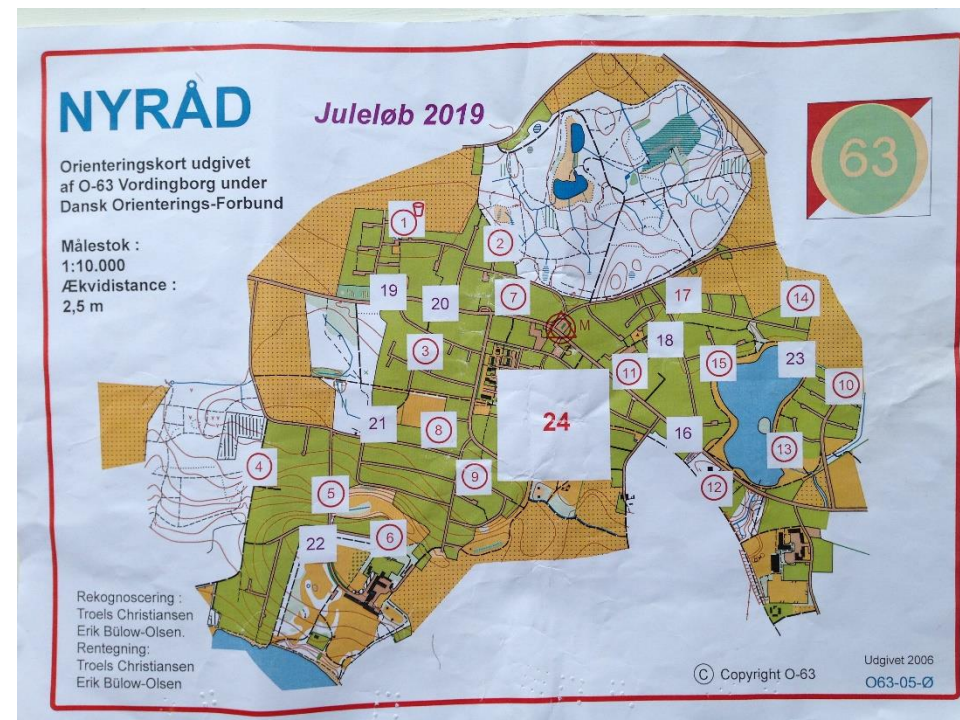 NYRÅD
Juleløb 2019
63
Orienteringskort udgivet
af O-63 Vordingborg under
Dansk Orienterings-Forbund
Målestok :
1:10.000
Ækvidistance :
2,5 m
1
2
19
20
7
17
14
M
3
18
11
15
23
10
21
8
24
16
4
9
13
5
12
22
6
Rekognoscering :
Troels Christiansen
Erik Bülow-Olsen.
Rentegning:
Troels Christiansen
Erik Bülow-Olsen
C Copyright O-63
Udgivet 2006
O63-05-Ø